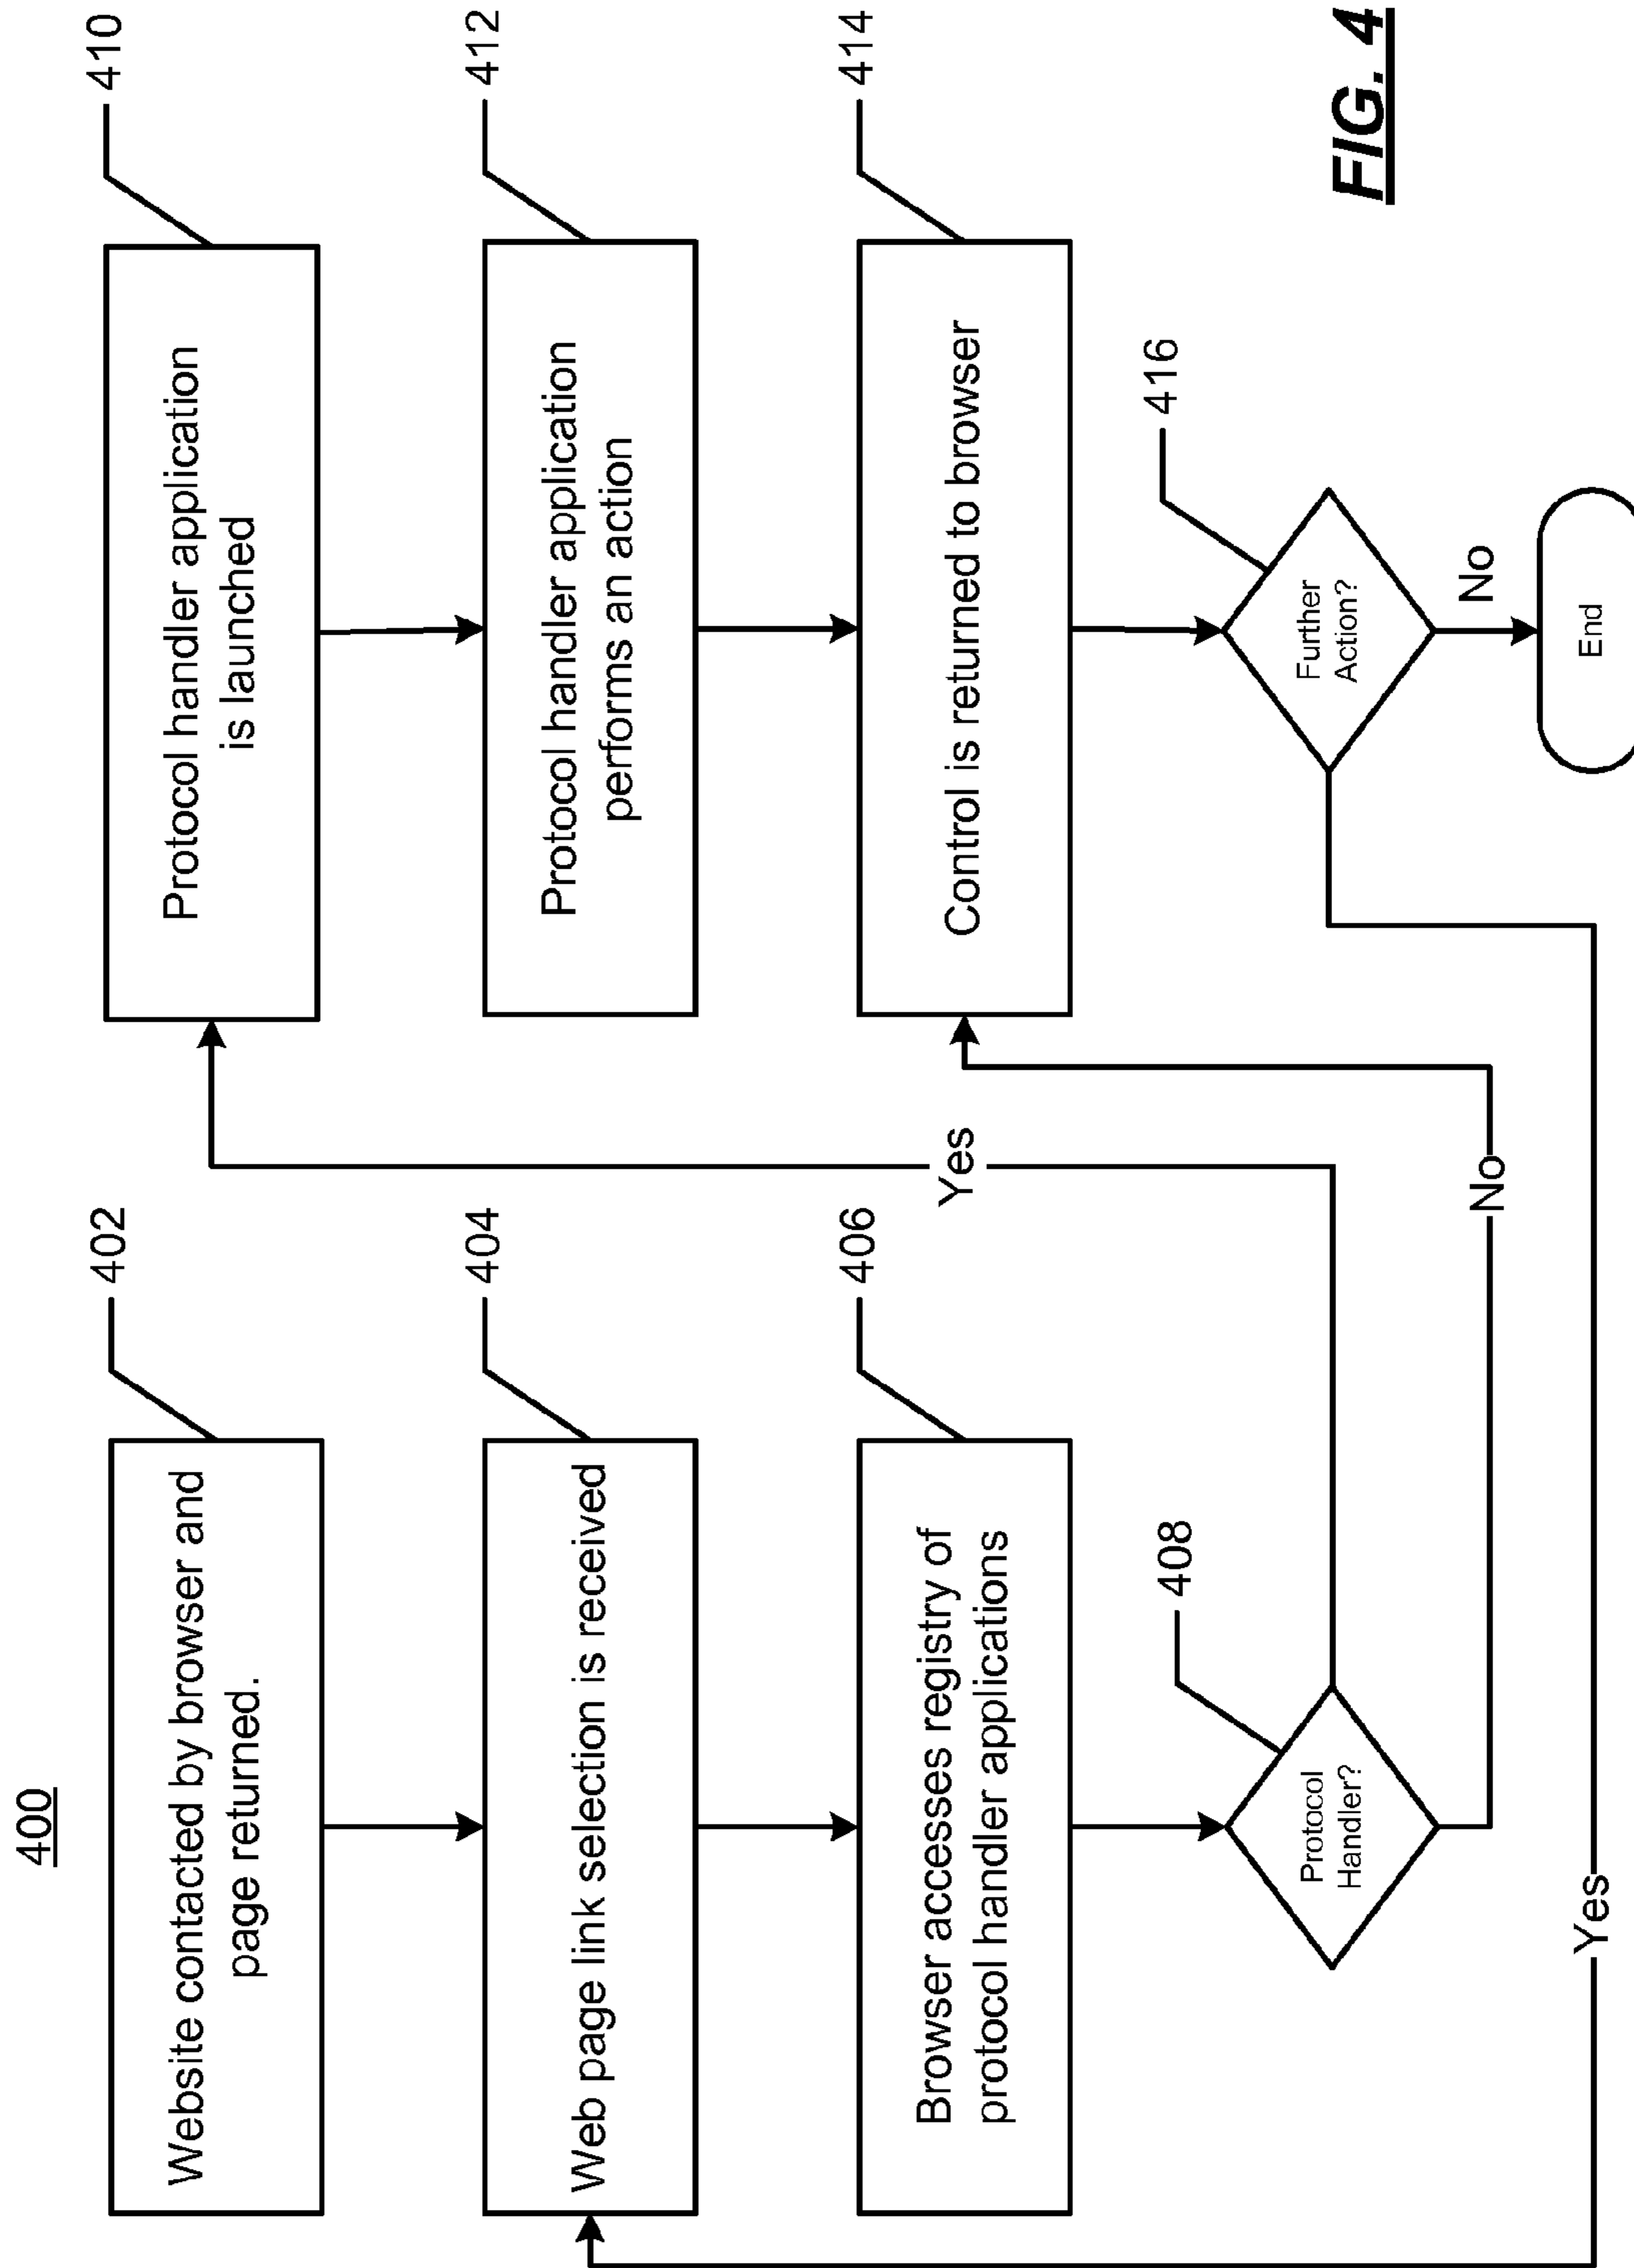 400
Website contacted by browser and
page returned.
402
Web page link selection is received
404
Browser accesses registry of
protocol handler applications
406
Protocol
Handler?
408
Yes
No
Protocol handler application
is launched
410
Protocol handler application
performs an action
412
Control is returned to browser
414
Further
Action?
416
Yes
No
End
FIG. 4